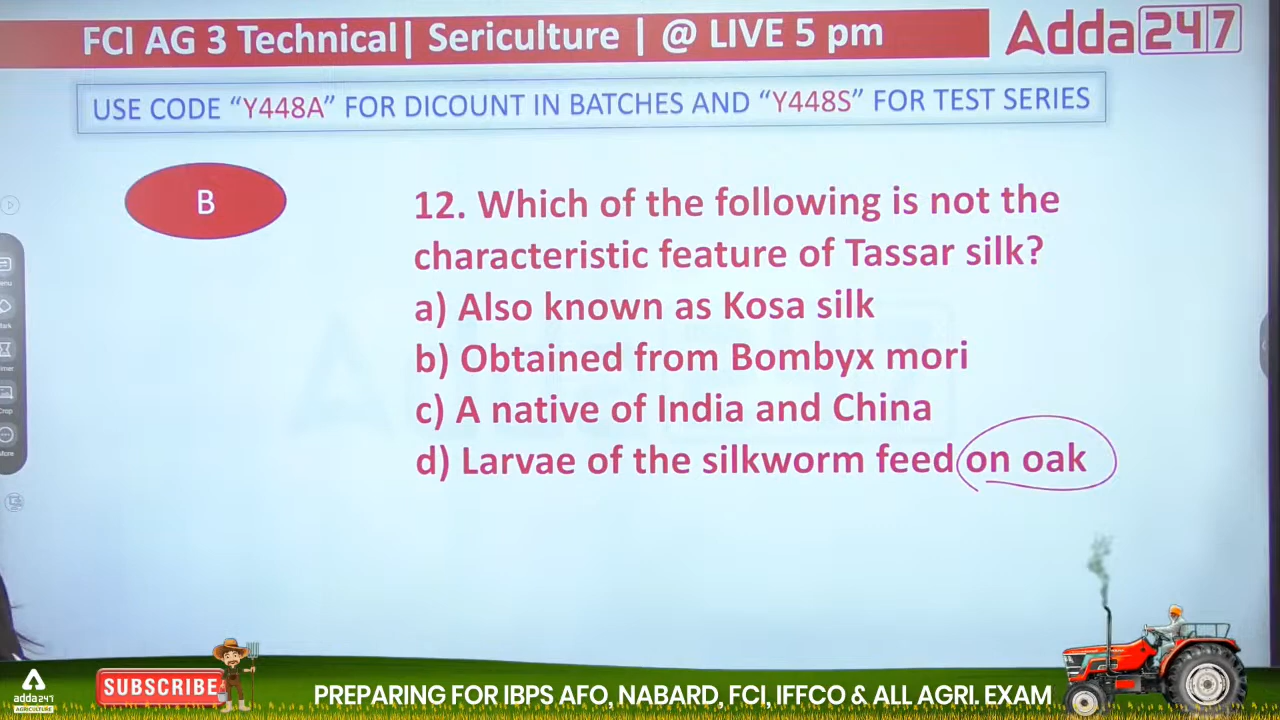 FCI AG 3 Technical| Sericulture | @ LIVE 5 pm
Adda247
USE CODE “Y448A” FOR DICOUNT IN BATCHES AND “Y448S” FOR TEST SERIES
B
12. Which of the following is not the
characteristic feature of Tassar silk?
a) Also known as Kosa silk
b) Obtained from Bombyx mori
c) A native of India and China
d) Larvae of the silkworm feed on oak
adda247
AGRICULTURE
SUBSCRIBE
PREPARING FOR IBPS AFO, NABARD, FCI, IFFCO & ALL AGRI. EXAM